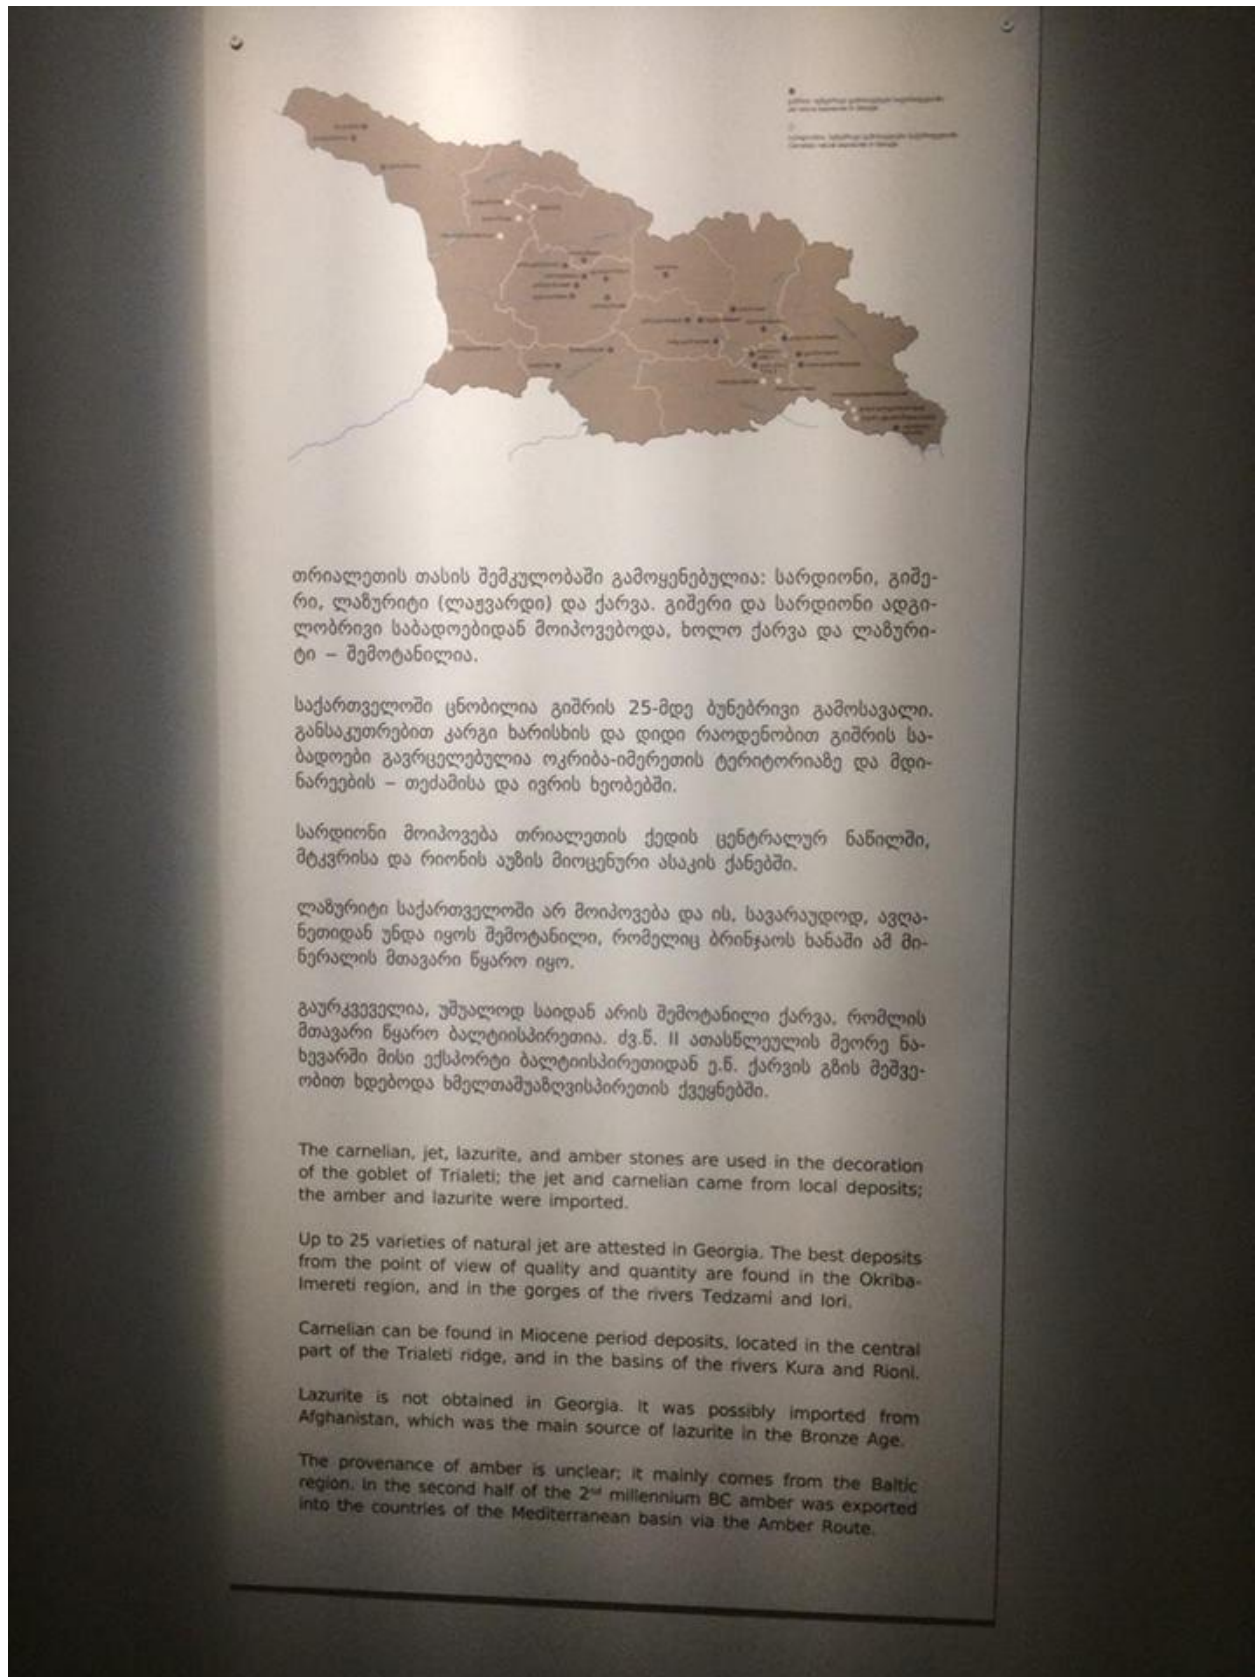 თრიალეთის თასის შემკულობაში გამოყენებულია: სარდიონი, გიშე-
რი, ლაზურიტი (ლაჟვარდი) და ქარვა. გიშერი და სარდიონი ადგი-
ლობრივი საბადოებიდან მოიპოვებოდა, ხოლო ქარვა და ლაზური-
ტი – შემოტანილია.
საქართველოში ცნობილია გიშრის 25-მდე ბუნებრივი გამოსავალი.
განსაკუთრებით კარგი ხარისხის და დიდი რაოდენობით გიშრის სა-
ბადოები გავრცელებულია ოკრიბა-იმერეთის ტერიტორიაზე და მდი-
ნარეების – თეძამისა და ივრის ხეობებში.
სარდიონი მოიპოვება თრიალეთის ქედის ცენტრალურ ნაწილში,
მტკვრისა და რიონის აუზის მიოცენური ასაკის ქანებში.
ლაზურიტი საქართველოში არ მოიპოვება და ის, სავარაუდოდ, ავღა-
ნეთიდან უნდა იყოს შემოტანილი, რომელიც ბრინჯაოს ხანაში ამ მი-
ნერალის მთავარი წყარო იყო.
გაურკვეველია, უშუალოდ საიდან არის შემოტანილი ქარვა, რომლის
მთავარი წყარო ბალტიისპირეთია. ძვ.წ. II ათასწლეულის მეორე ნა-
ხევარში მისი ექსპორტი ბალტიისპირეთიდან ე.წ. ქარვის გზის მეშვე-
ობით ხდებოდა ხმელთაშუაზღვისპირეთის ქვეყნებში.
The carnelian, jet, lazurite, and amber stones are used in the decoration
of the goblet of Trialeti; the jet and carnelian came from local deposits;
the amber and lazurite were imported.
Up to 25 varieties of natural jet are attested in Georgia. The best deposits
from the point of view of quality and quantity are found in the Okriba-
Imereti region, and in the gorges of the rivers Tedzami and Iori.
Carnelian can be found in Miocene period deposits, located in the central
part of the Trialeti ridge, and in the basins of the rivers Kura and Rioni.
Lazurite is not obtained in Georgia. It was possibly imported from
Afghanistan, which was the main source of lazurite in the Bronze Age.
The provenance of amber is unclear; it mainly comes from the Baltic
region. In the second half of the 2nd millennium BC amber was exported
into the countries of the Mediterranean basin via the Amber Route.